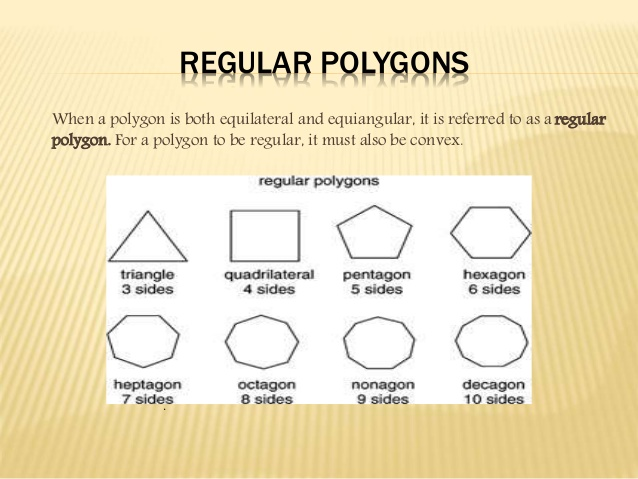 REGULAR POLYGONS
When a polygon is both equilateral and equiangular, it is referred to as a regular
polygon. For a polygon to be regular, it must also be convex.
regular polygons
triangle quadrilateral pentagon hexagon
3 sides 4 sides 5 sides 6 sides
heptagon octagon nonagon decagon
7 sides 8 sides 9 sides 10 sides
.